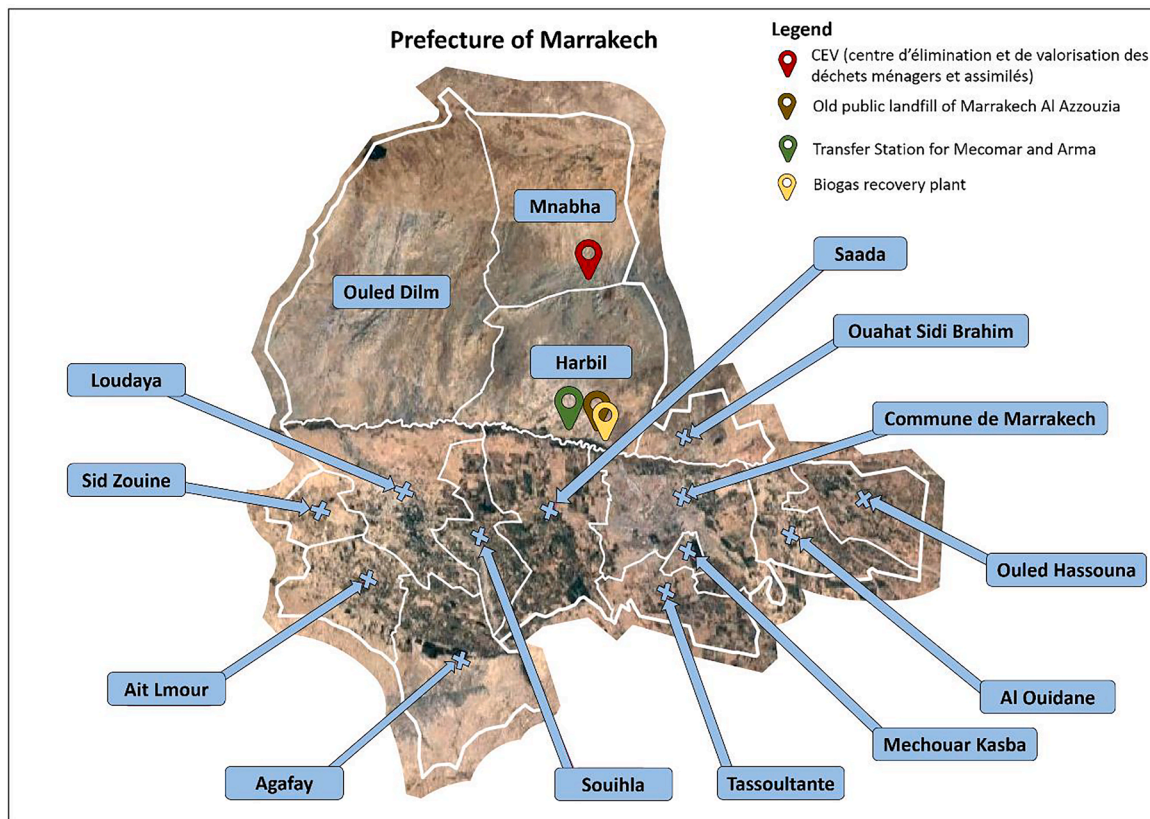 Prefecture of Marrakech
Legend
CEV (centre d'élimination et de valorisation des
déchets ménagers et assimilés)
Old public landfill of Marrakech Al Azzouzia
Transfer Station for Mecomar and Arma
Biogas recovery plant
Mnabha
Saada
Ouled Dilm
Ouahat Sidi Brahim
Harbil
Loudaya
Commune de Marrakech
Sid Zouine
Ouled Hassouna
Ait Lmour
Al Ouidane
Mechouar Kasba
Agafay
Souihla
Tassoultante